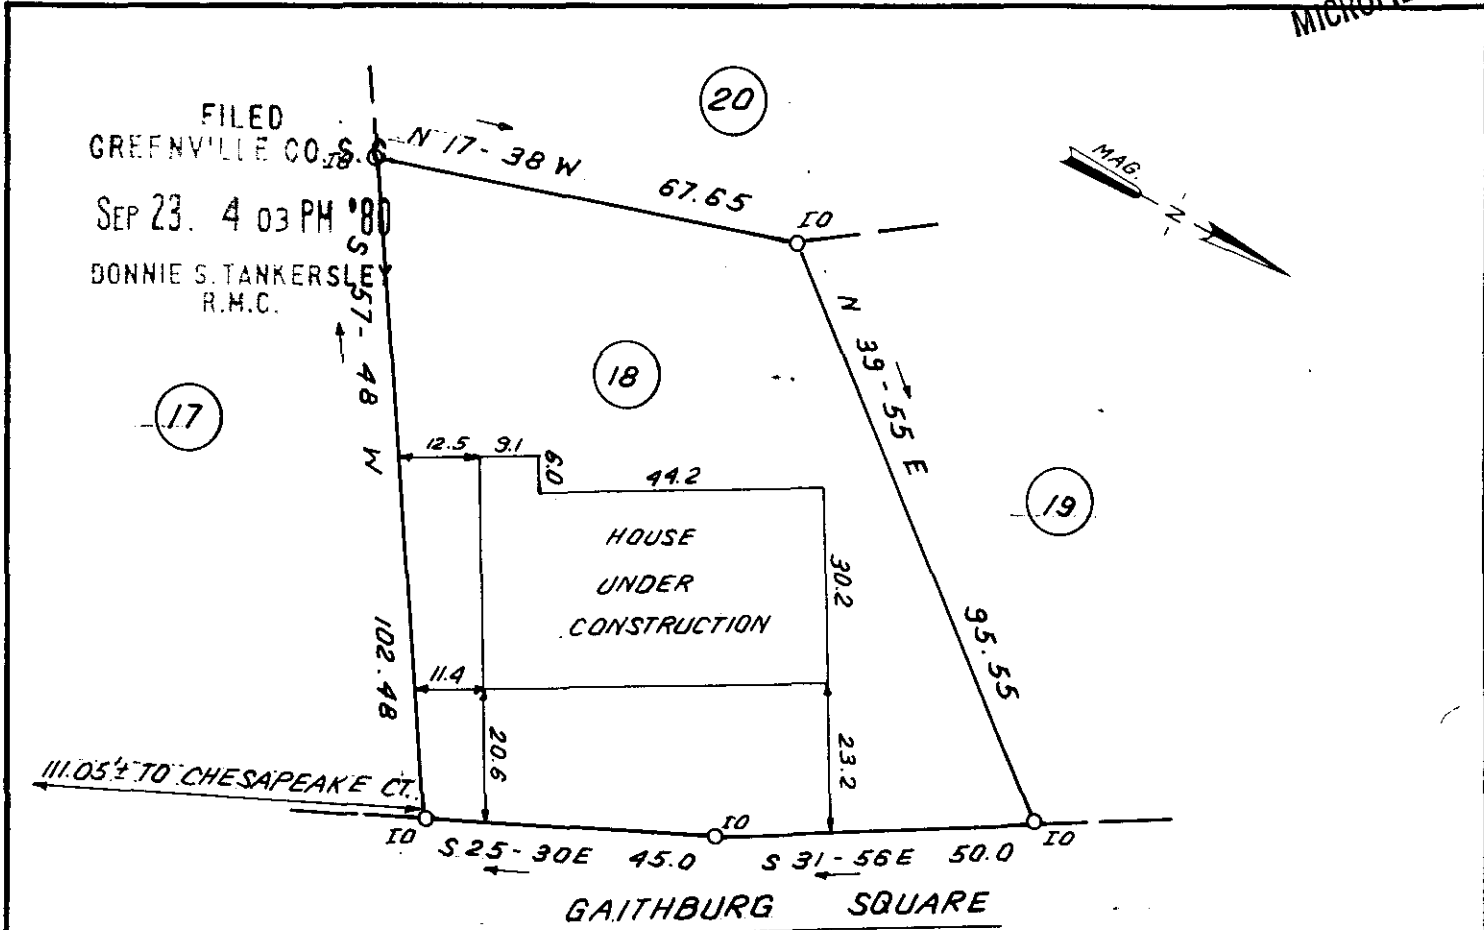 20
FILED
GREENVILLE CO. S. C.
IO
N 17-38 W
67.65
MAG.
N
SEP 23. 4 03 PM '80
IO
DONNIE S. TANKERSLEY
R.M.C.
S 57-48 W
102.48
N 39-55 E
95.55
18
17
19
12.5
9.1
6.0
44.2
HOUSE
UNDER
CONSTRUCTION
30.2
11.4
20.6
23.2
111.05'± TO CHESAPEAKE CT.
IO
IO
IO
S 25-30E 45.0
S 31-56E 50.0
GAITHBURG SQUARE